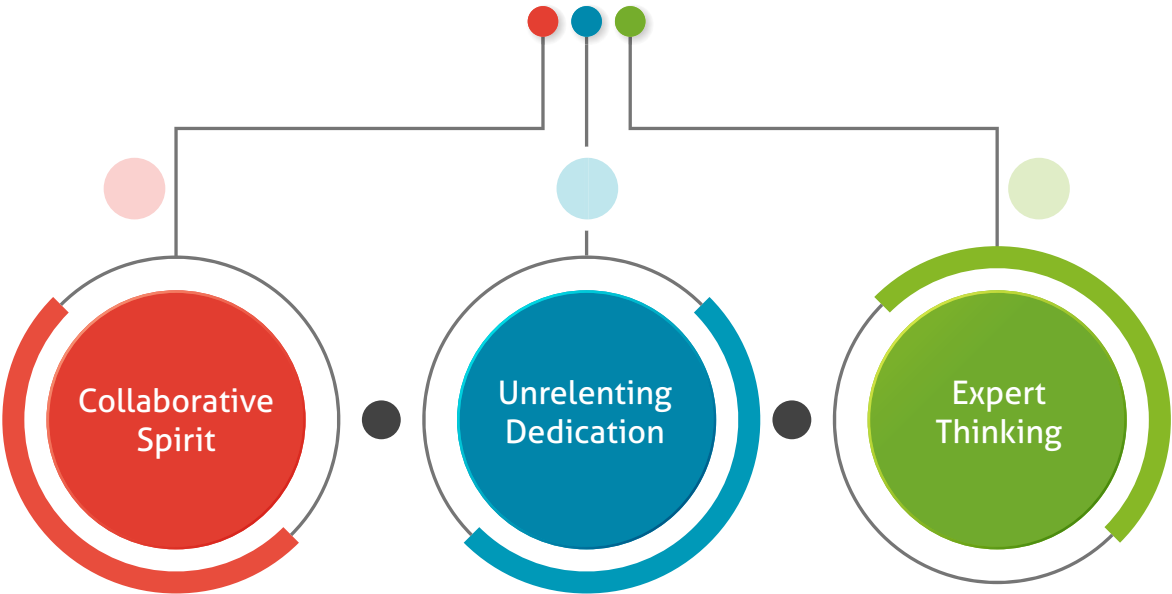 Collaborative
Spirit
Unrelenting
Dedication
Expert
Thinking